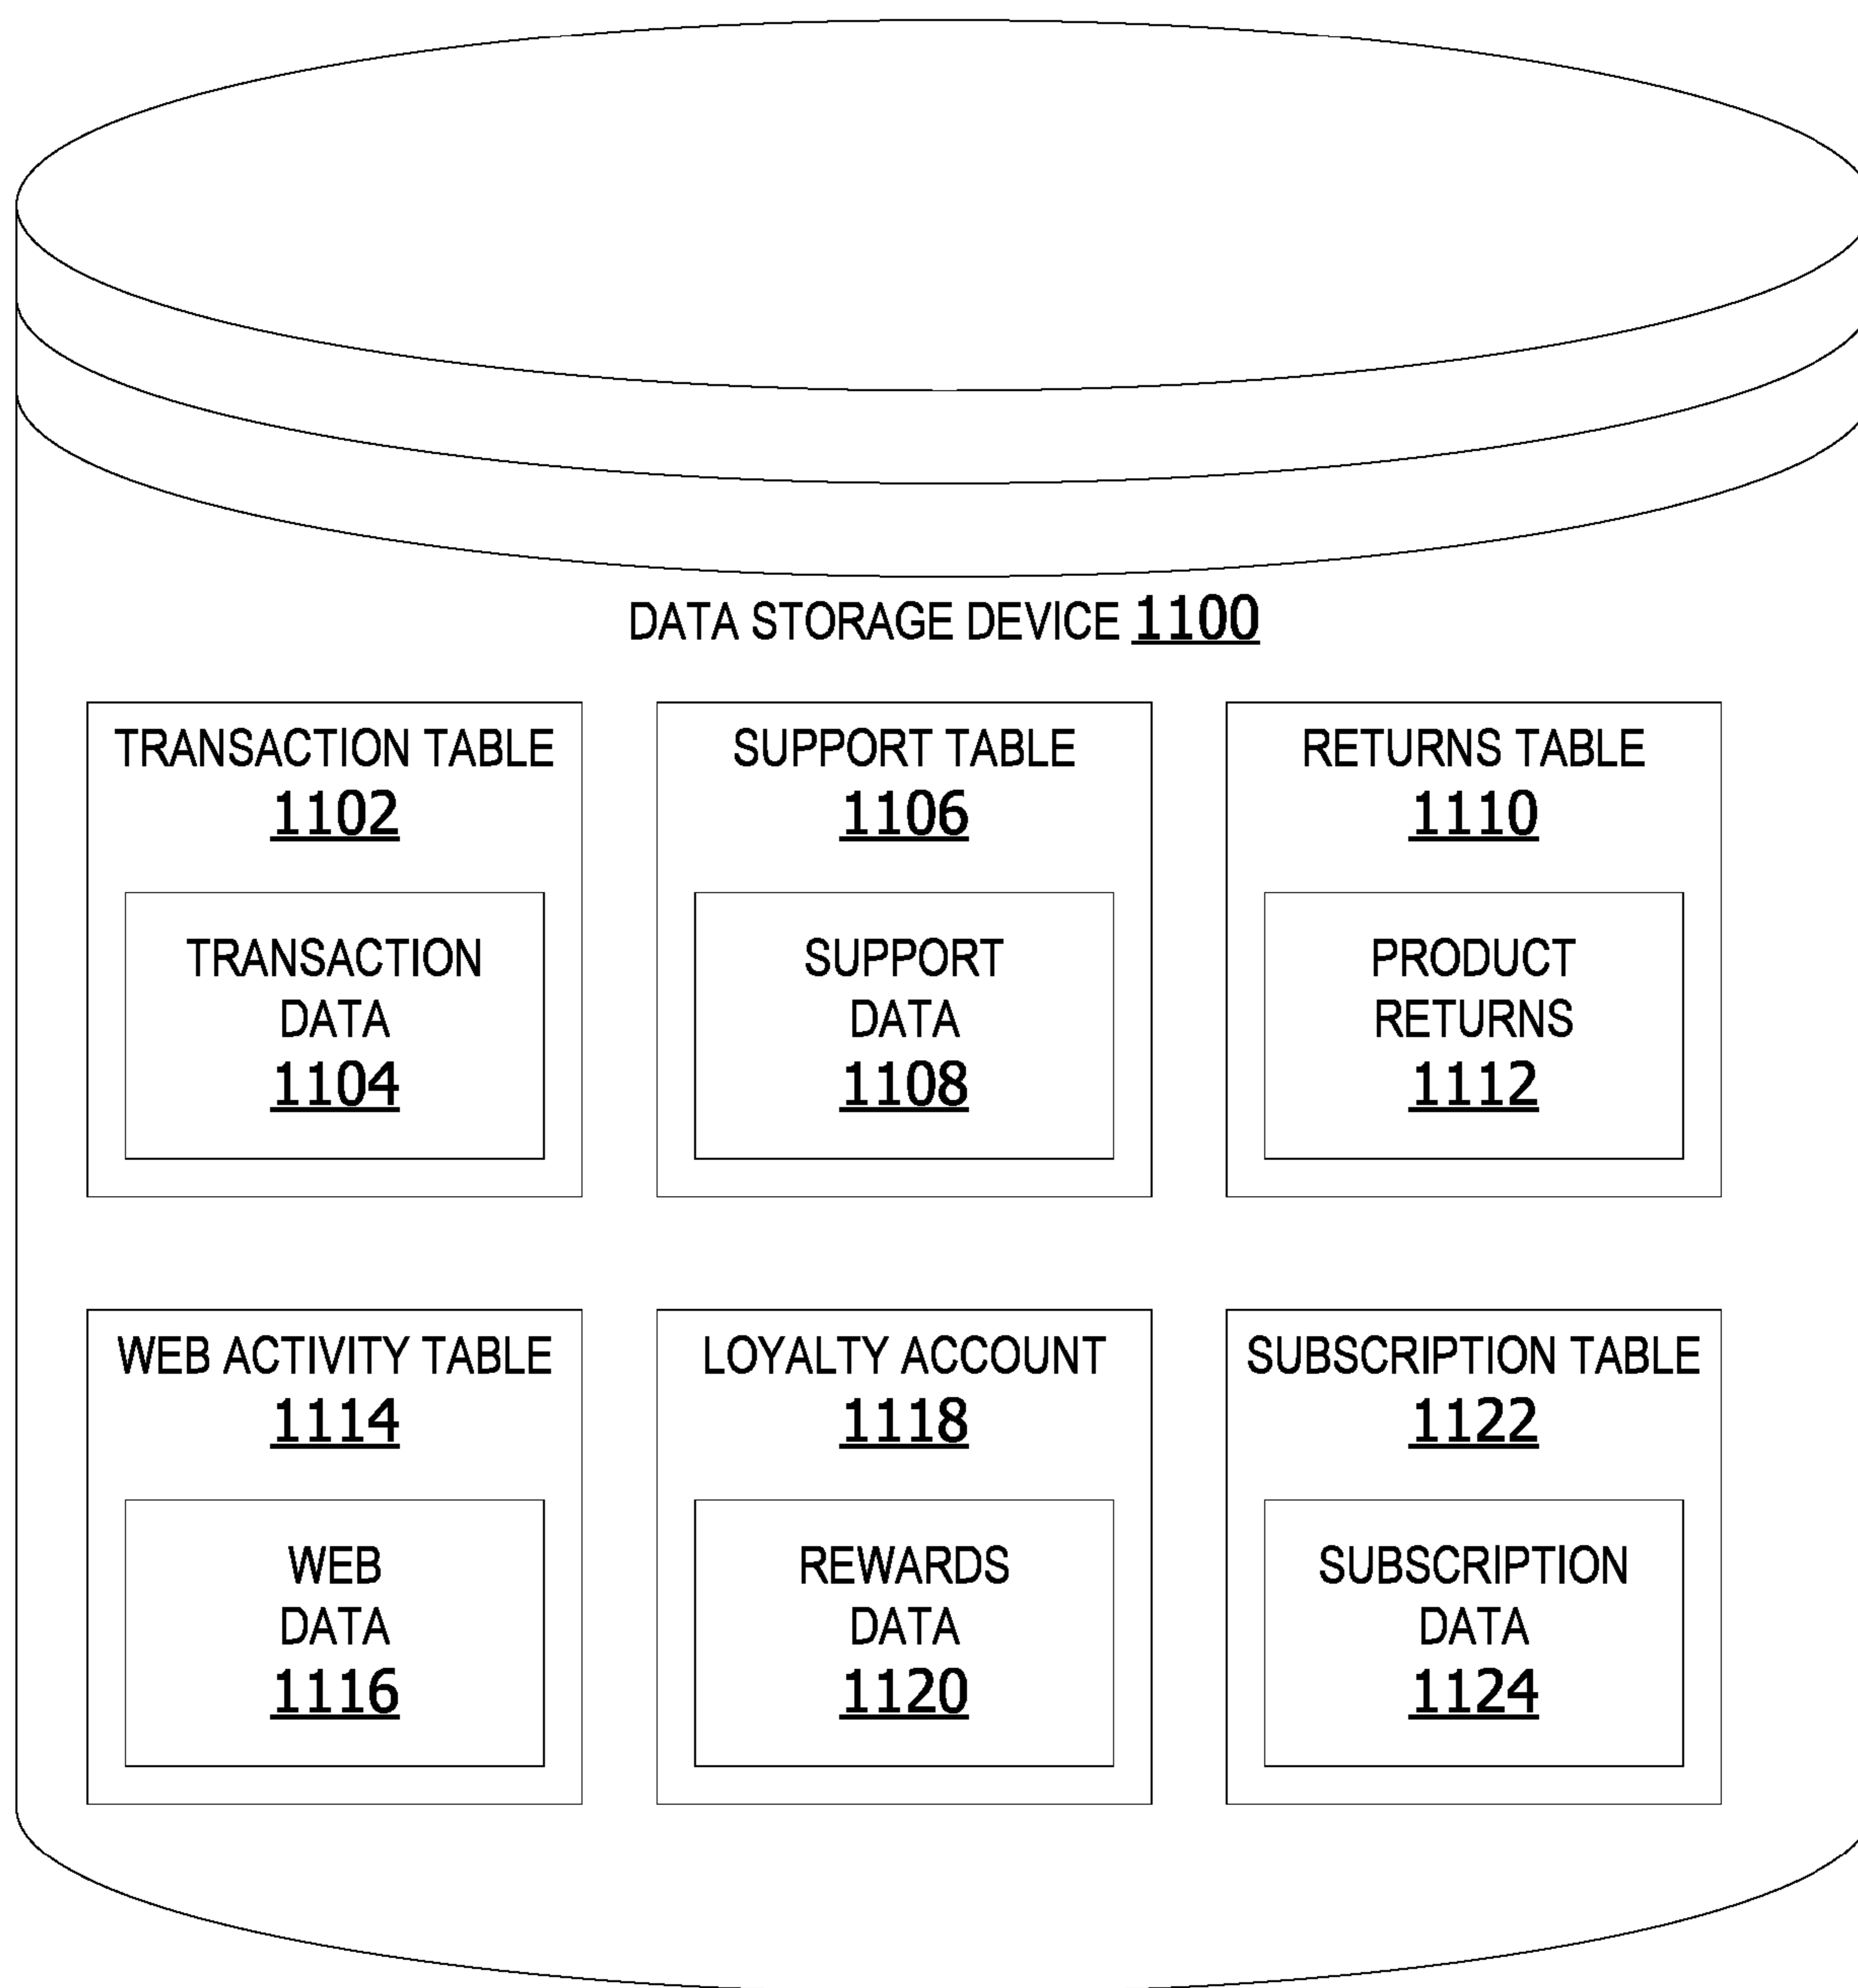 DATA STORAGE DEVICE 1100
TRANSACTION TABLE
1102
TRANSACTION
DATA
1104
SUPPORT TABLE
1106
SUPPORT
DATA
1108
RETURNS TABLE
1110
PRODUCT
RETURNS
1112
WEB ACTIVITY TABLE
1114
WEB
DATA
1116
LOYALTY ACCOUNT
1118
REWARDS
DATA
1120
SUBSCRIPTION TABLE
1122
SUBSCRIPTION
DATA
1124